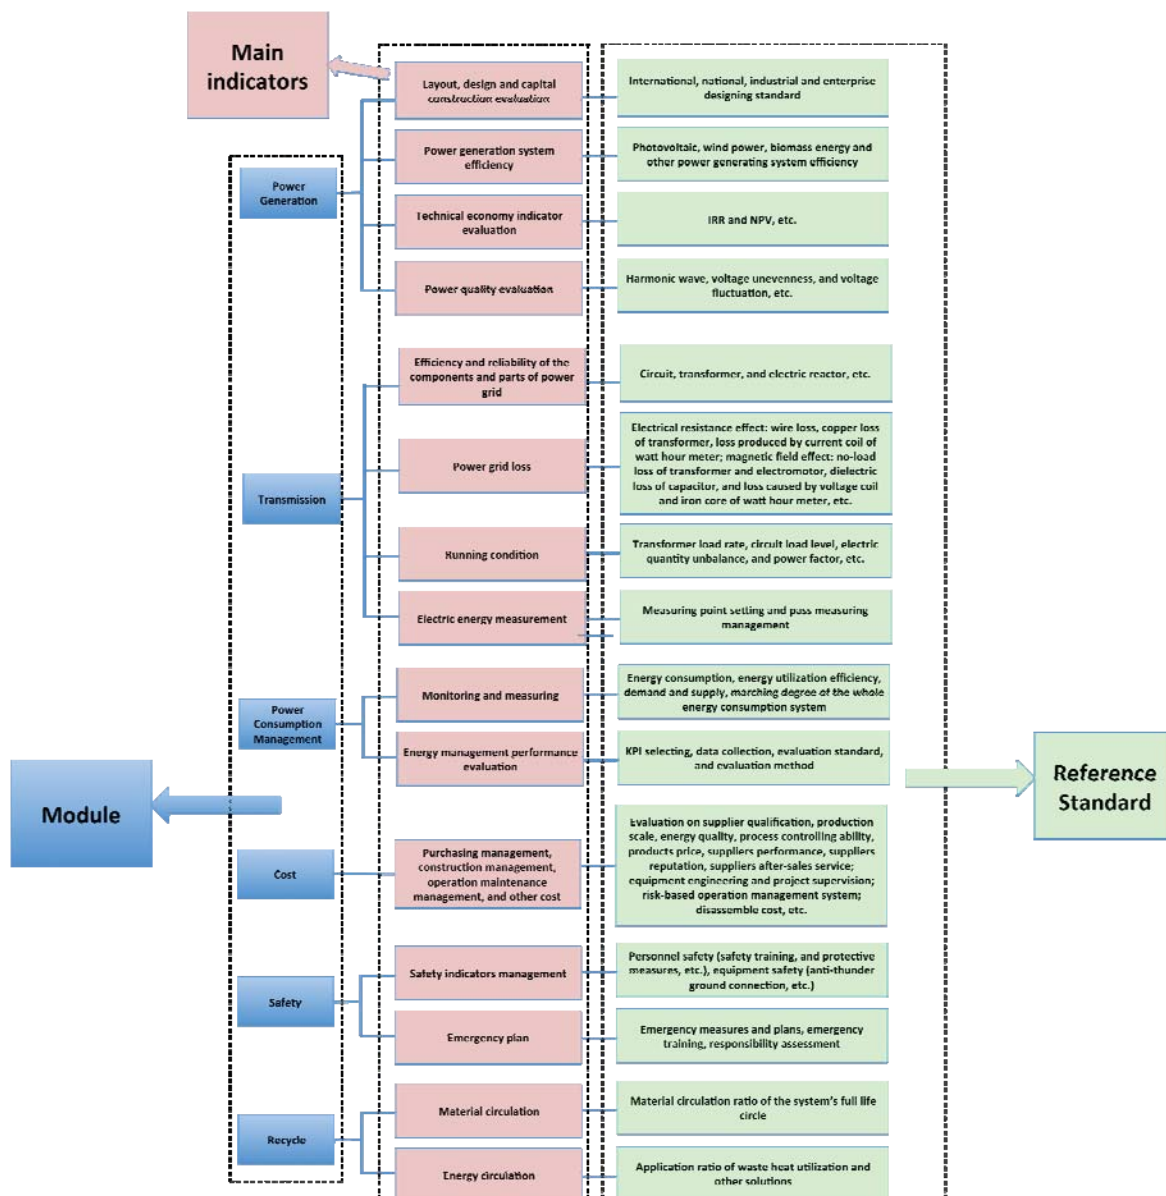 Main
indicators
Layout, design and capital
construction evaluation
International, national, industrial and enterprise
designing standard
Power generation system
efficiency
Photovoltaic, wind power, biomass energy and
other power generating system efficiency
Power
Generation
Technical economy indicator
evaluation
IRR and NPV, etc.
Power quality evaluation
Harmonic wave, voltage unevenness, and voltage
fluctuation, etc.
Efficiency and reliability of the
components and parts of power
grid
Circuit, transformer, and electric reactor, etc.
Transmission
Power grid loss
Electrical resistance effect: wire loss, copper loss
of transformer, loss produced by current coil of
watt hour meter; magnetic field effect: no-load
loss of transformer and electromotor, dielectric
loss of capacitor, and loss caused by voltage coil
and iron core of watt hour meter, etc.
Running condition
Transformer load rate, circuit load level, electric
quantity unbalance, and power factor, etc.
Electric energy measurement
Measuring point setting and pass measuring
management
Power
Consumption
Management
Monitoring and measuring
Energy consumption, energy utilization efficiency,
demand and supply, marching degree of the whole
energy consumption system
Energy management performance
evaluation
KPI selecting, data collection, evaluation standard,
and evaluation method
Module
Reference
Standard
Cost
Purchasing management,
construction management,
operation maintenance
management, and other cost
Evaluation on supplier qualification, production
scale, energy quality, process controlling ability,
products price, suppliers performance, suppliers
reputation, suppliers after-sales service;
equipment engineering and project supervision;
risk-based operation management system;
disassemble cost, etc.
Safety
Safety indicators management
Personnel safety (safety training, and protective
measures, etc.), equipment safety (anti-thunder
ground connection, etc.)
Emergency plan
Emergency measures and plans, emergency
training, responsibility assessment
Recycle
Material circulation
Material circulation ratio of the system's full life
circle
Energy circulation
Application ratio of waste heat utilization and
other solutions